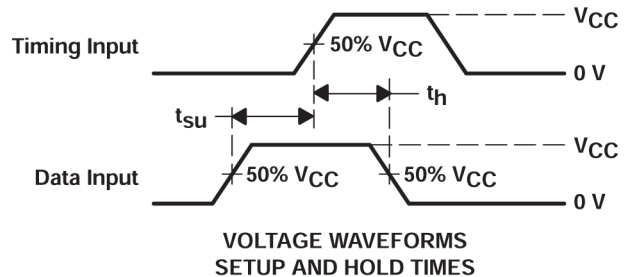 VCC
Timing Input
50% VCC
0 V
th
tsu
VCC
Data Input
50% VCC
50% VCC
0 V
VOLTAGE WAVEFORMS
SETUP AND HOLD TIMES